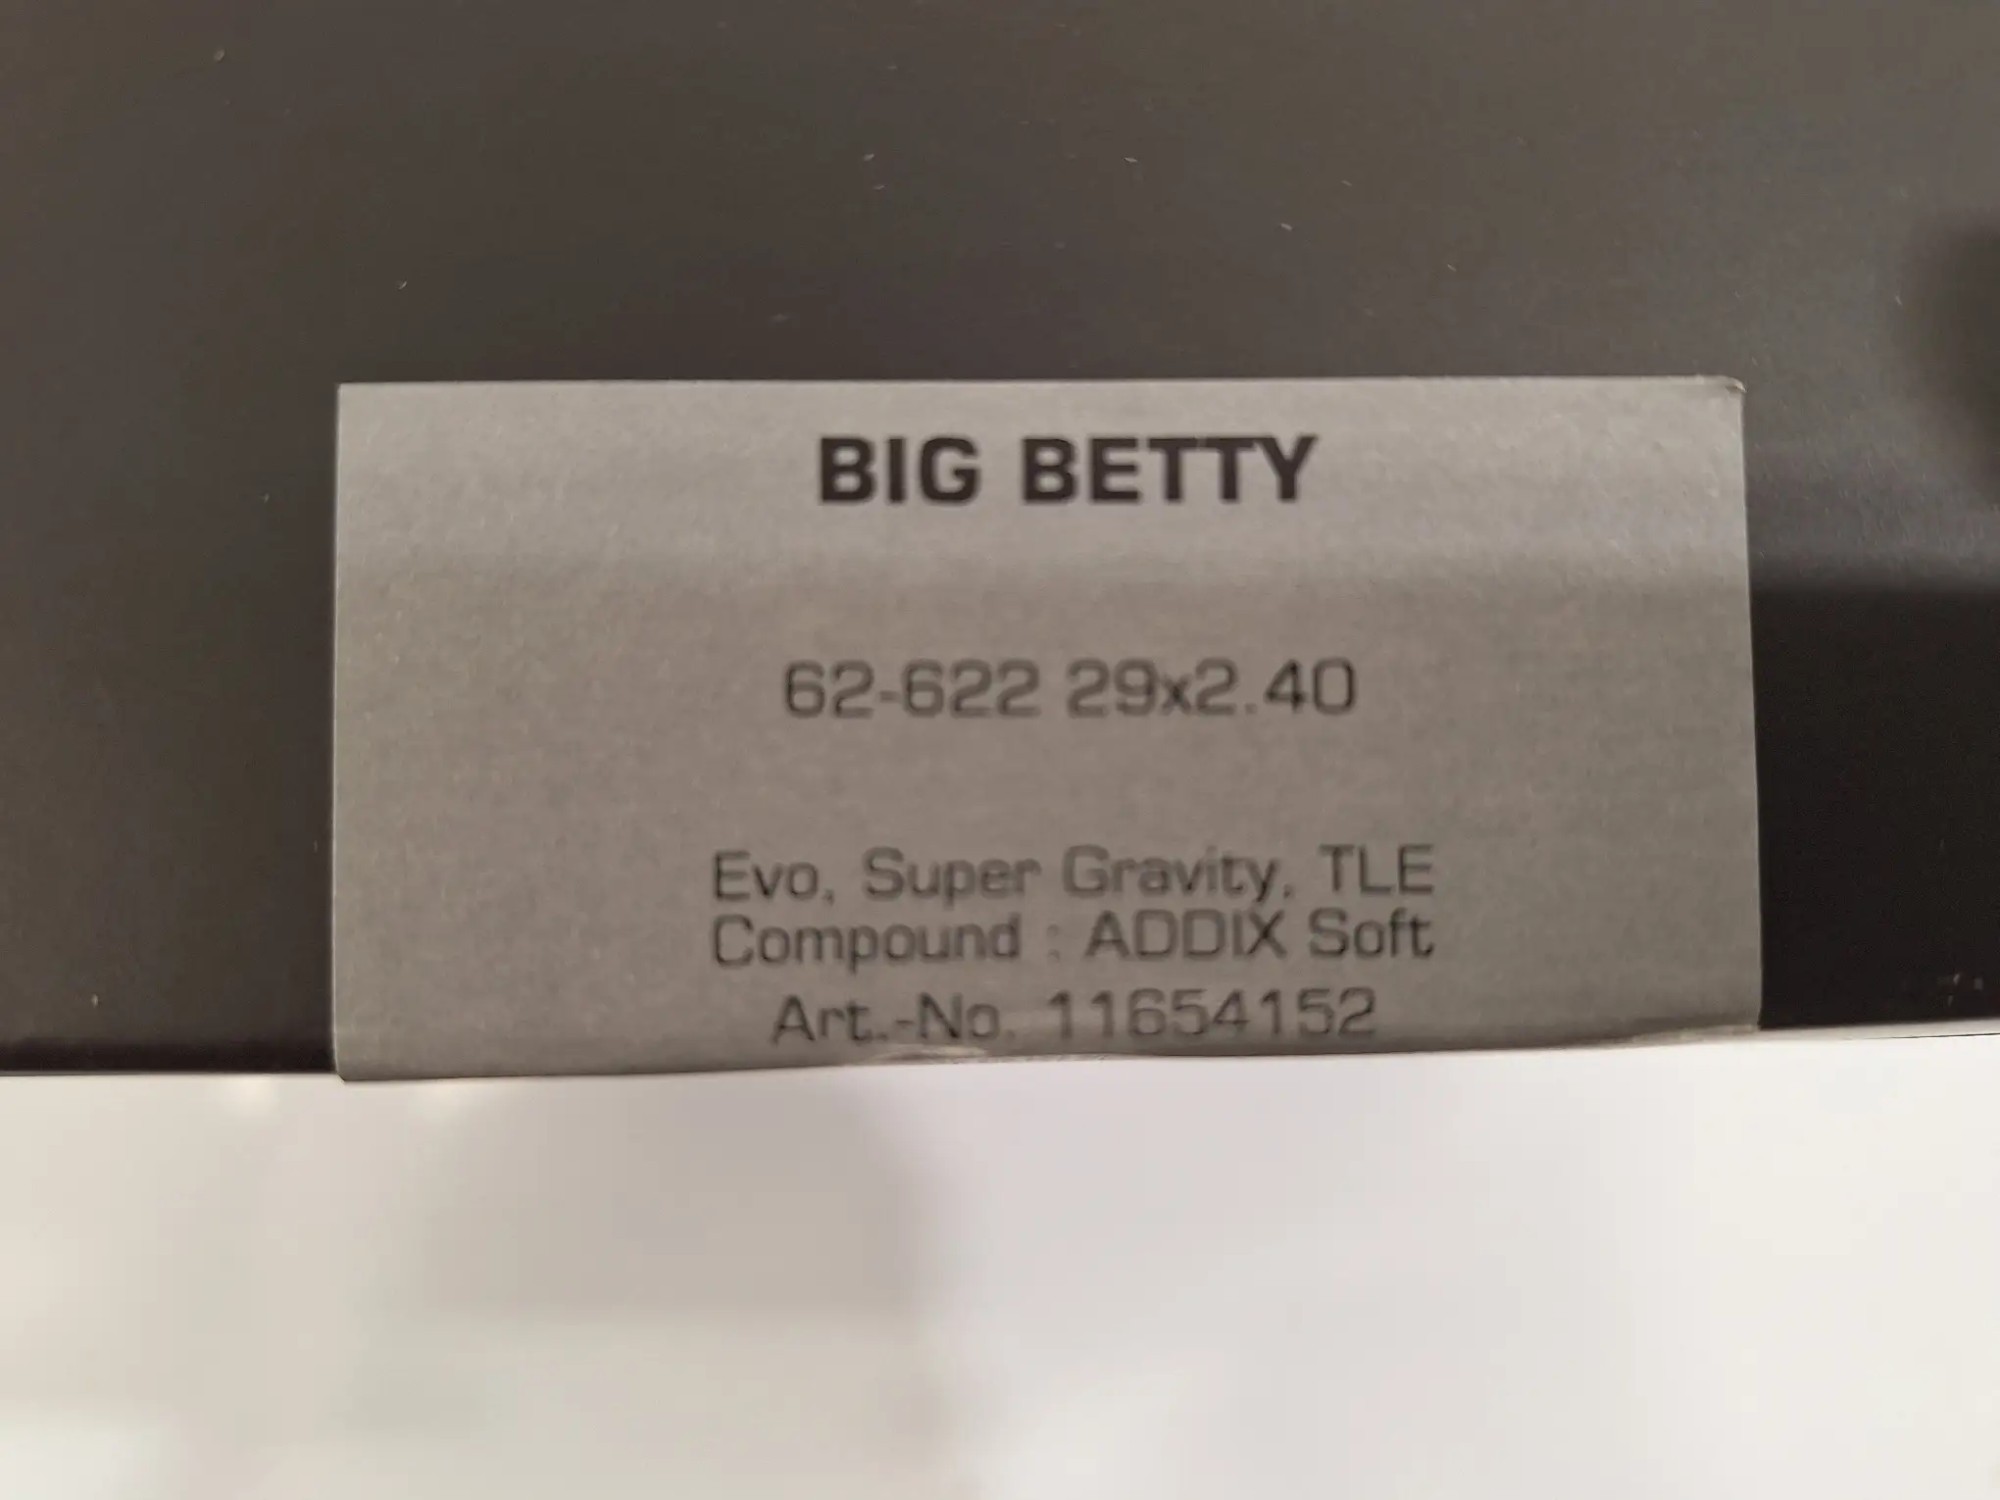 BIG BETTY
62-622 29x2.40
Evo, Super Gravity, TLE
Compound : ADDIX Soft
Art.-No. 11654152